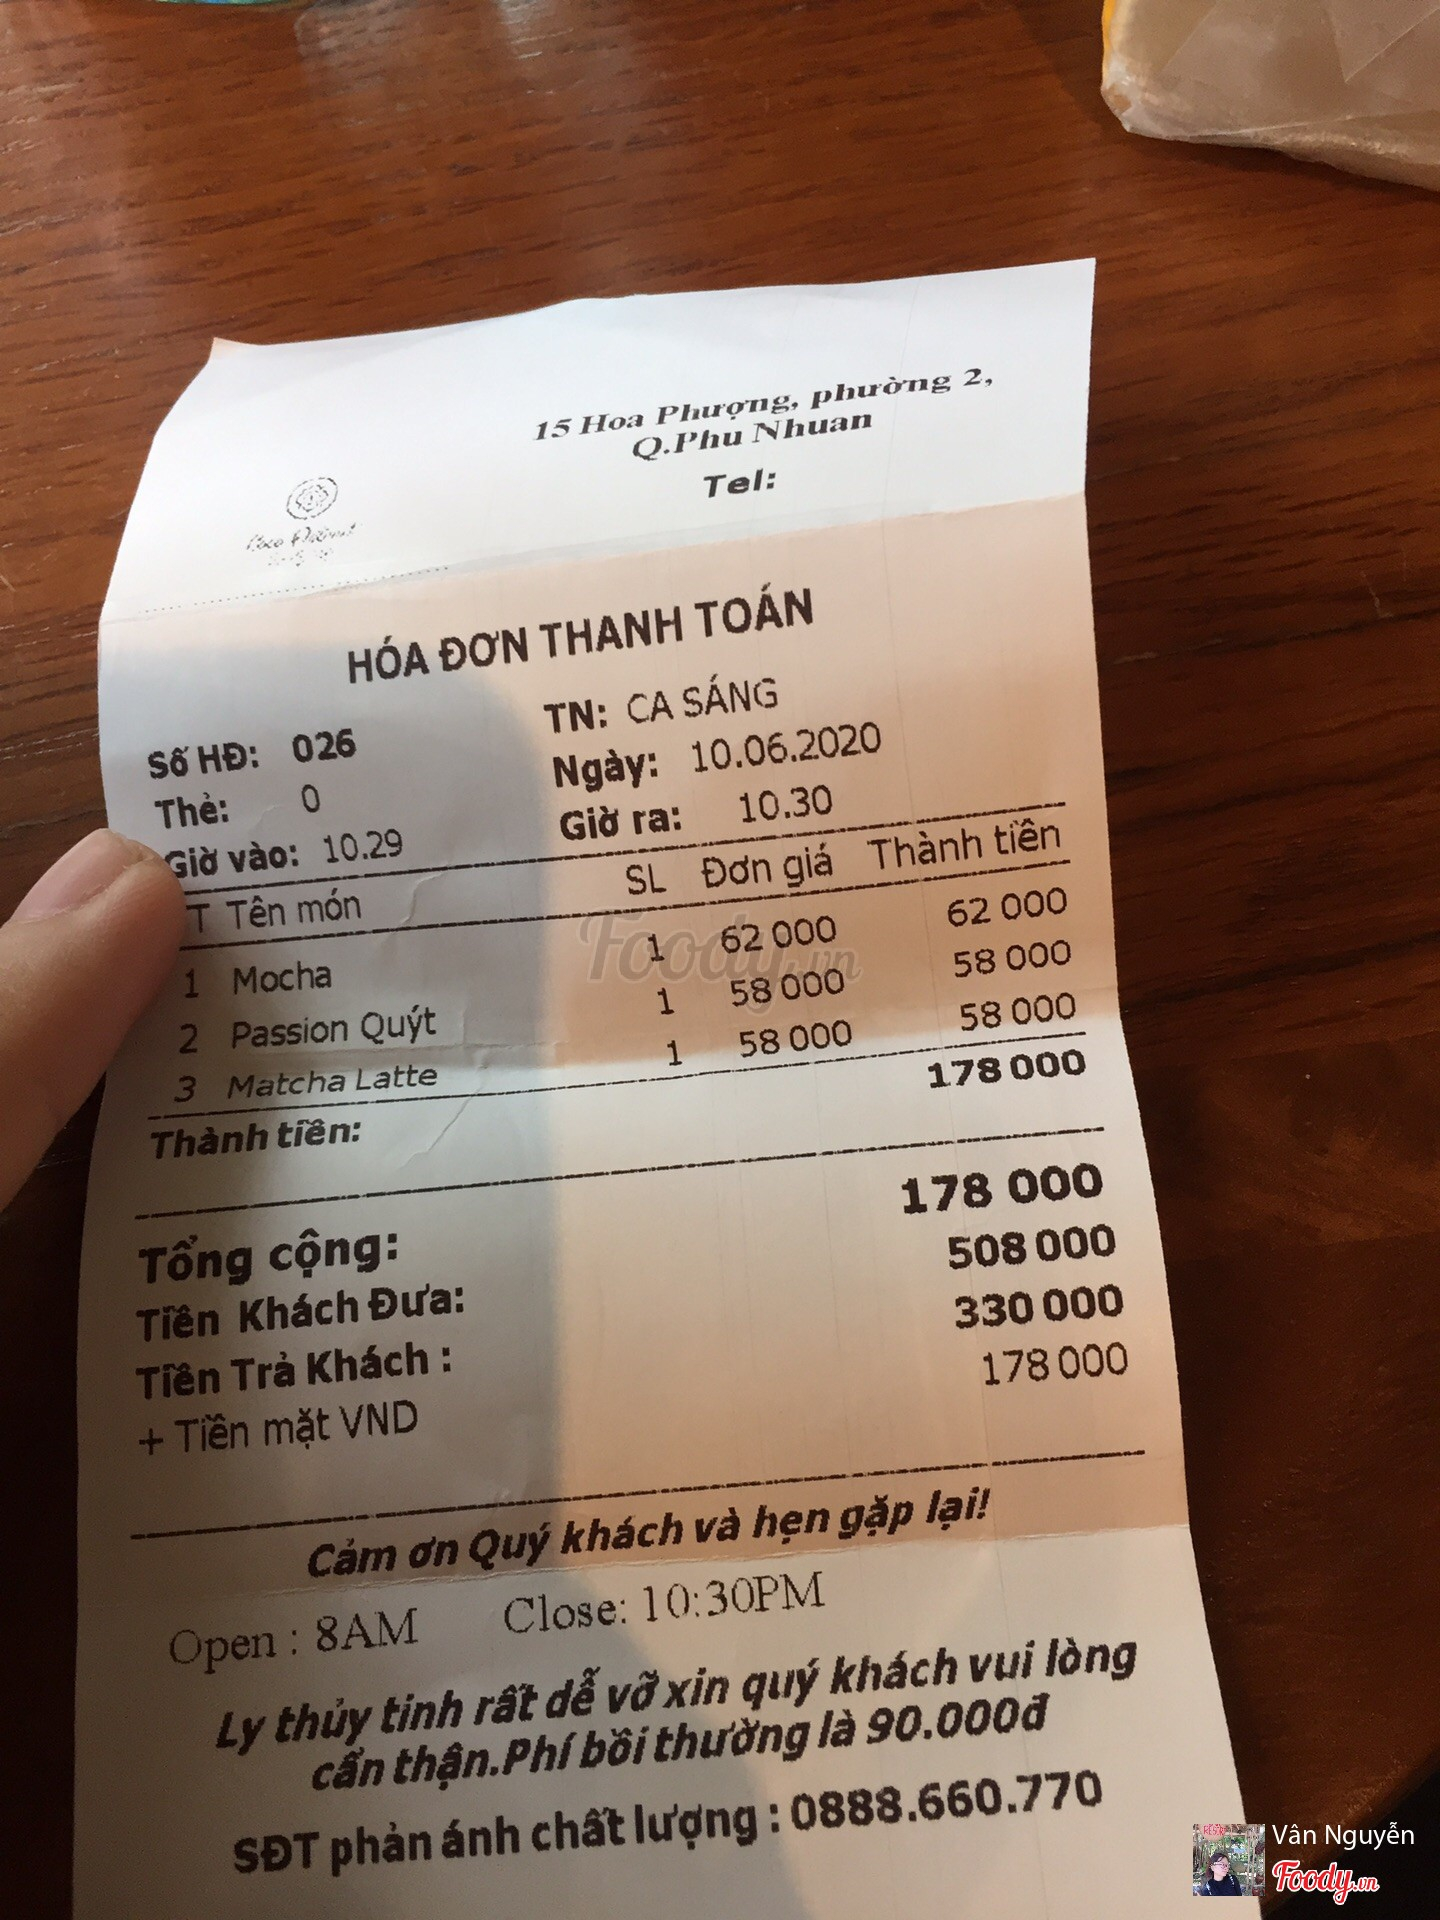 15 Hoa Phượng, phường 2,
Q.Phu Nhuan
Tel:
HÓA ĐƠN THANH TOÁN
TN: CA SÁNG
Số HĐ: 026
Ngày: 10.06.2020
Thẻ: 0
Giờ ra: 10.30
Giờ vào: 10.29
T Tên món SL Đơn giá Thành tiền
1 Mocha 1 62 000 62 000
2 Passion Quýt 1 58 000 58 000
3 Matcha Latte 1 58 000 58 000
Thành tiền: 178 000
Tổng cộng: 178 000
Tiền Khách Đưa: 508 000
Tiền Trả Khách : 330 000
+ Tiền mặt VND 178 000
Cảm ơn Quý khách và hẹn gặp lại!
Open : 8AM Close: 10:30PM
Ly thủy tinh rất dễ vỡ xin quý khách vui lòng
cẩn thận.Phí bồi thường là 90.000đ
SĐT phản ánh chất lượng : 0888.660.770
Foody.vn
Vân Nguyễn
Foody.vn